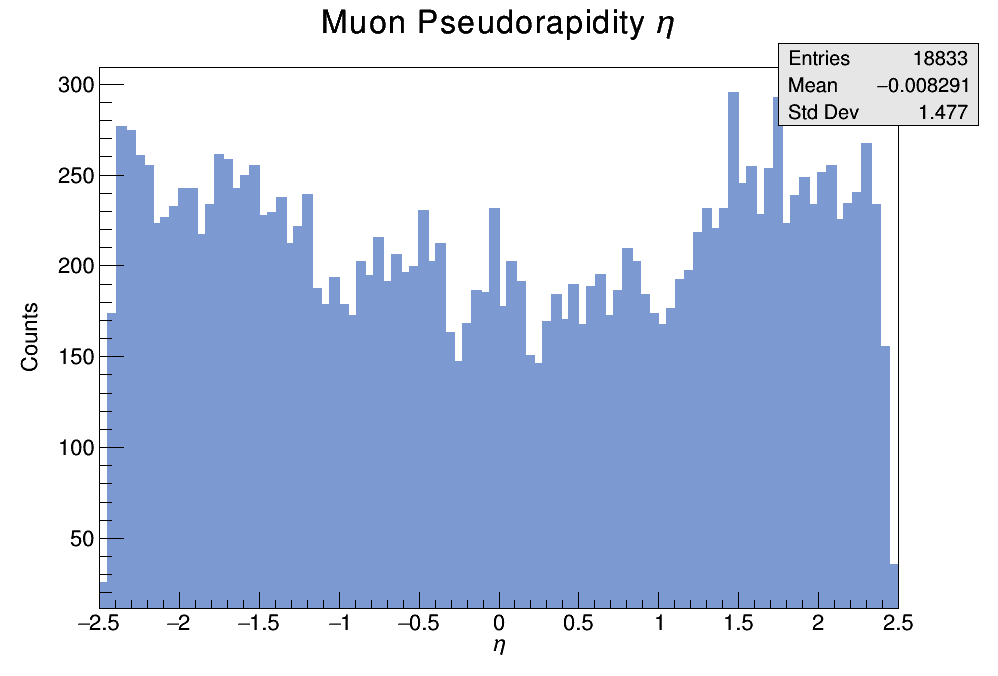 Muon Pseudorapidity η
Entries 18833
Mean −0.008291
Std Dev 1.477
300
250
200
150
100
50
Counts
−2.5 −2 −1.5 −1 −0.5 0 0.5 1 1.5 2 2.5
η